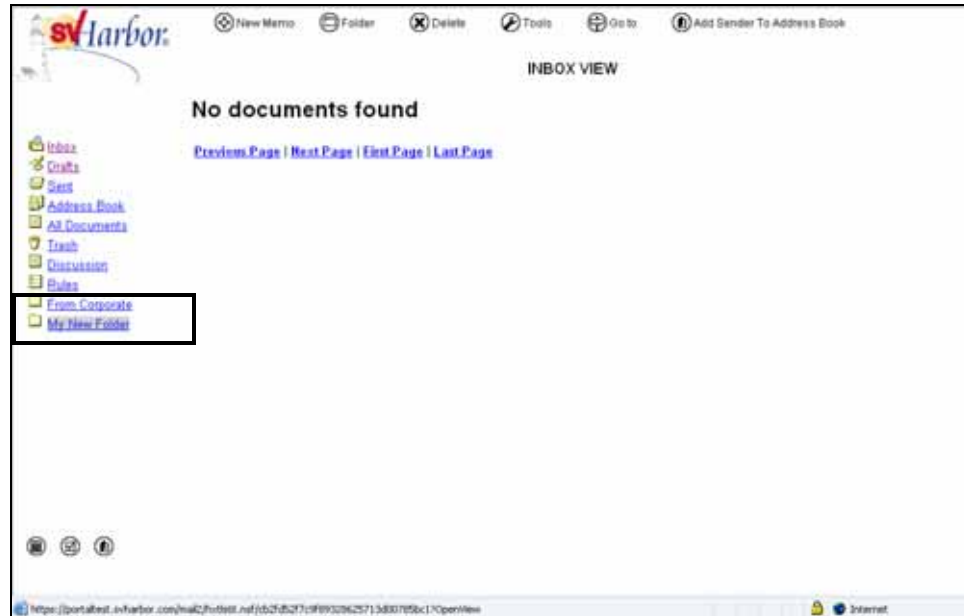 SVHarbor.
New Memo Folder Delete Tools Go to Add Sender To Address Book
INBOX VIEW
No documents found
Previous Page | Next Page | First Page | Last Page
Inbox
Drafts
Sent
Address Book
All Documents
Trash
Discussion
Rules
From Corporate
My New Folder
Internet